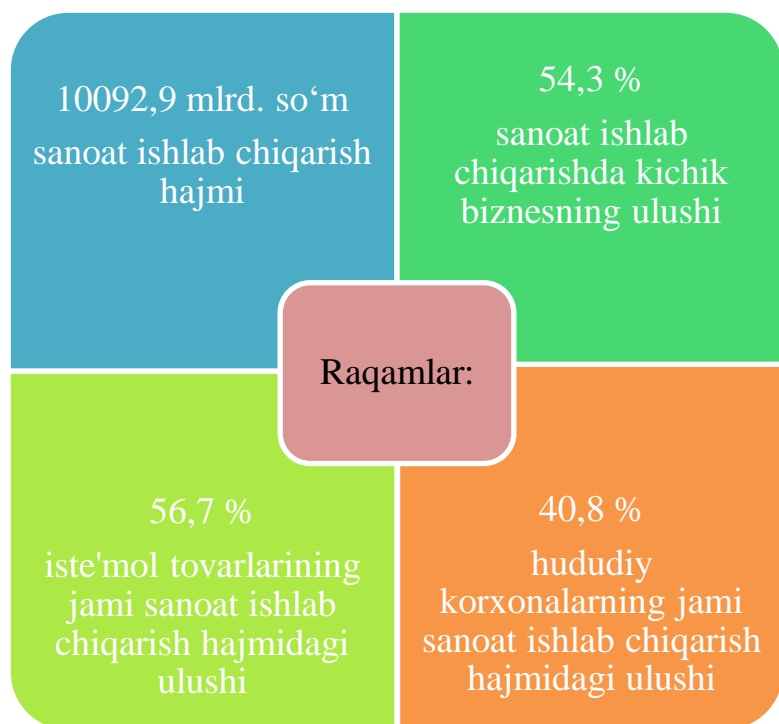 10092,9 mlrd. so‘m
sanoat ishlab chiqarish
hajmi
54,3 %
sanoat ishlab
chiqarishda kichik
biznesning ulushi
Raqamlar:
56,7 %
iste'mol tovarlarining
jami sanoat ishlab
chiqarish hajmidagi
ulushi
40,8 %
hududiy
korxonalarning jami
sanoat ishlab chiqarish
hajmidagi ulushi